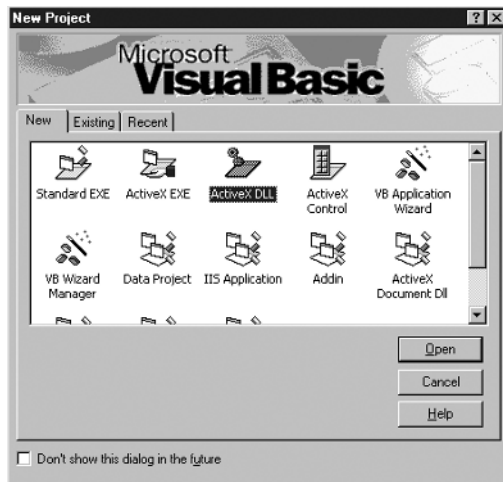 New Project
Microsoft
Visual Basic
New Existing Recent
Standard EXE ActiveX EXE ActiveX DLL ActiveX Control VB Application Wizard
VB Wizard Manager Data Project IIS Application Addin ActiveX Document Dll
Open
Cancel
Help
Don't show this dialog in the future